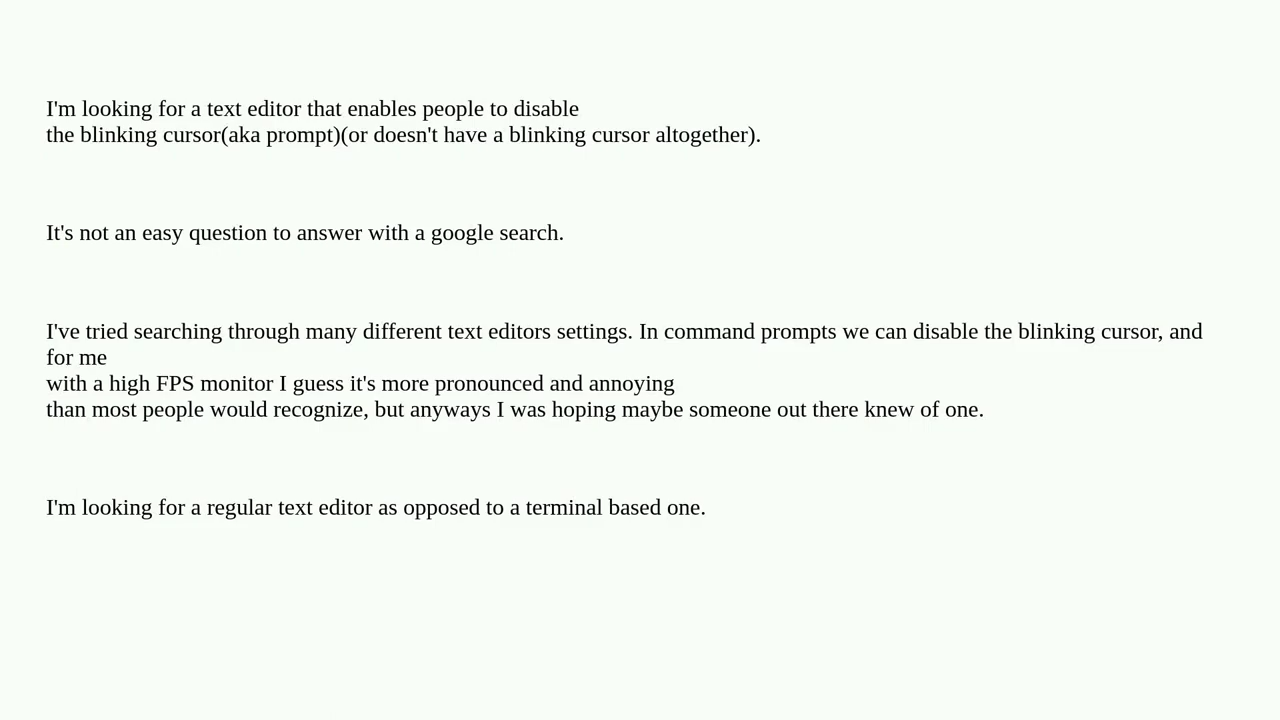 I'm looking for a text editor that enables people to disable
the blinking cursor(aka prompt)(or doesn't have a blinking cursor altogether).
It's not an easy question to answer with a google search.
I've tried searching through many different text editors settings. In command prompts we can disable the blinking cursor, and
for me
with a high FPS monitor I guess it's more pronounced and annoying
than most people would recognize, but anyways I was hoping maybe someone out there knew of one.
I'm looking for a regular text editor as opposed to a terminal based one.